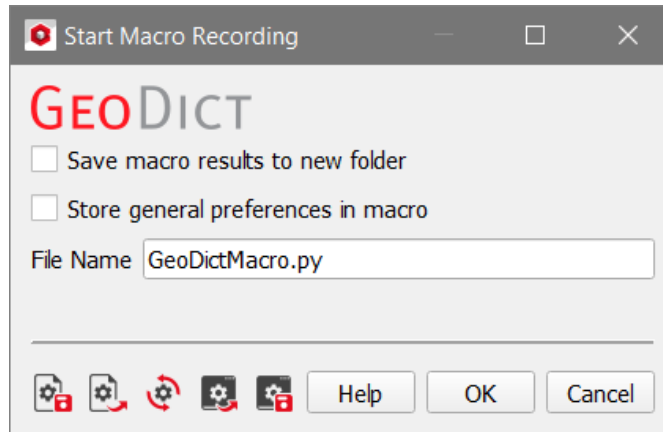 Start Macro Recording
GEODICT
Save macro results to new folder
Store general preferences in macro
File Name GeoDictMacro.py
Help OK Cancel